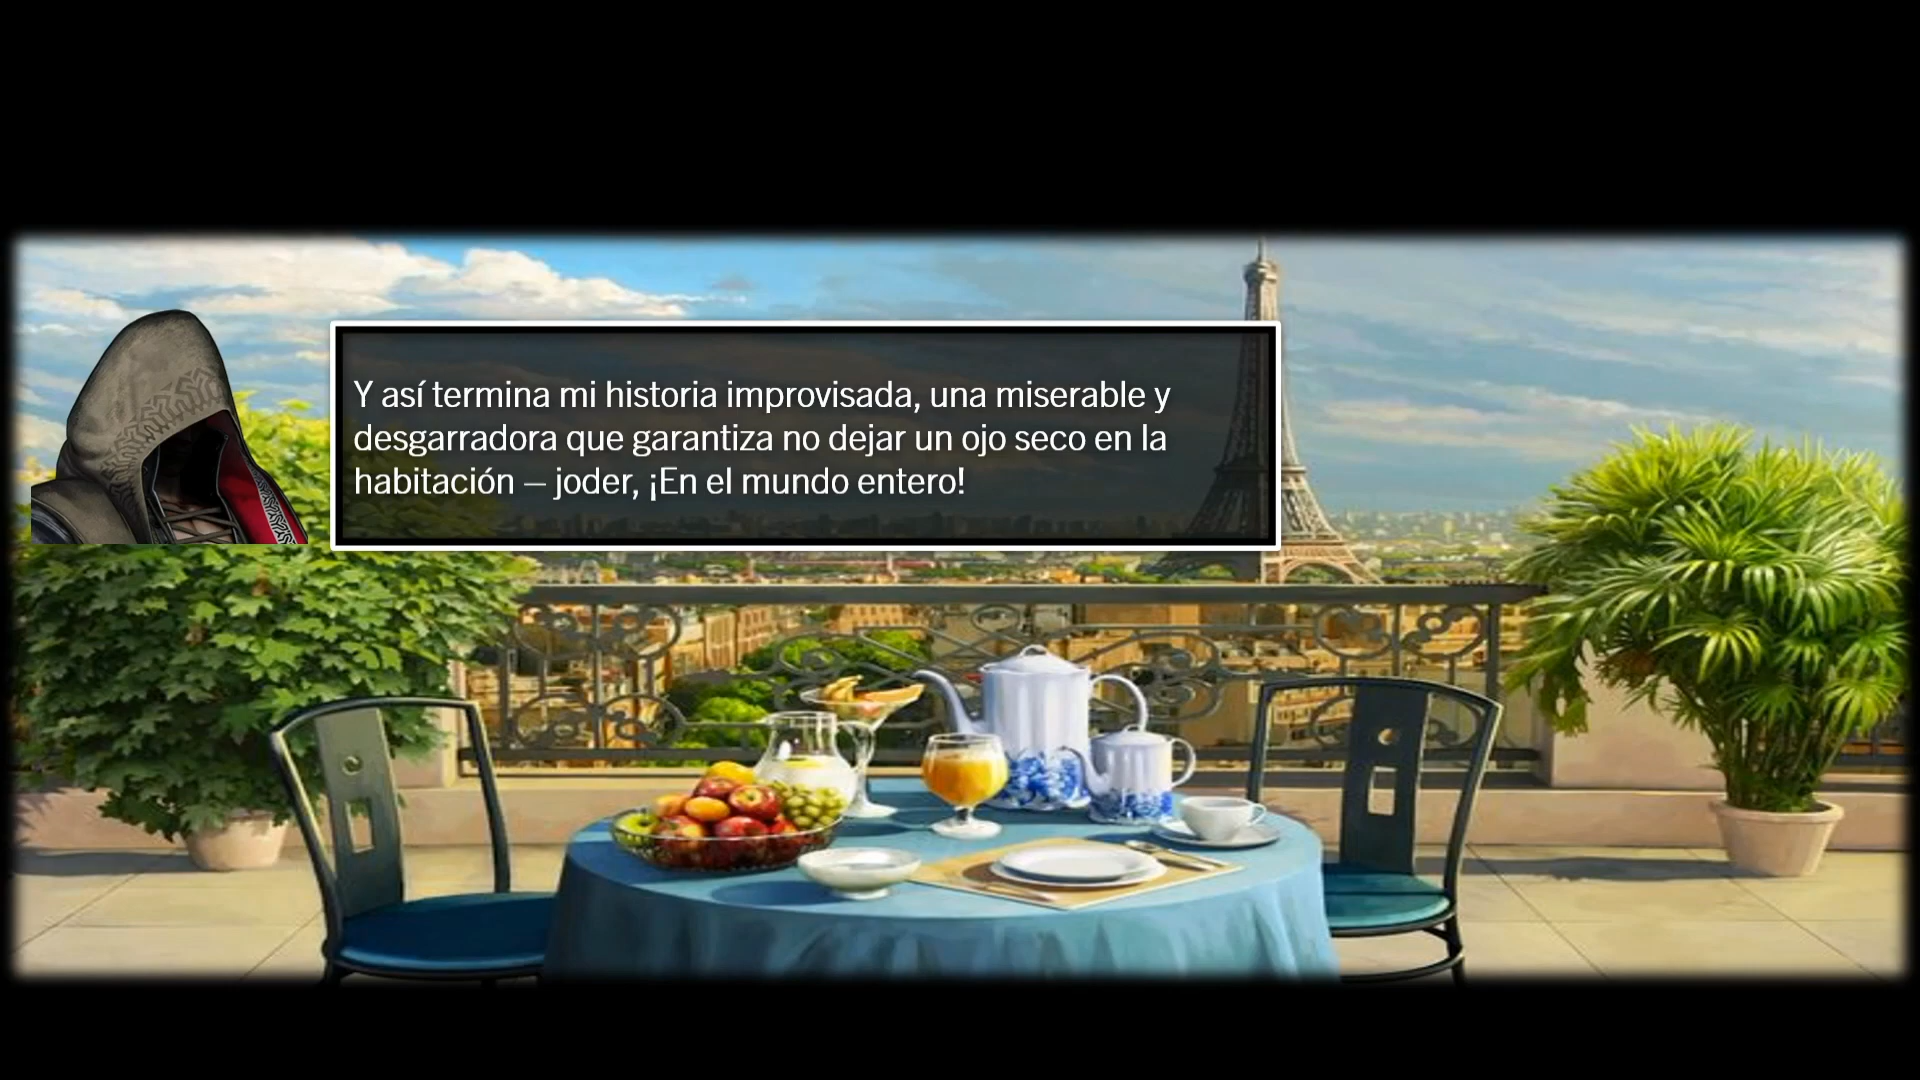 Y así termina mi historia improvisada, una miserable y
desgarradora que garantiza no dejar un ojo seco en la
habitación – joder, ¡En el mundo entero!